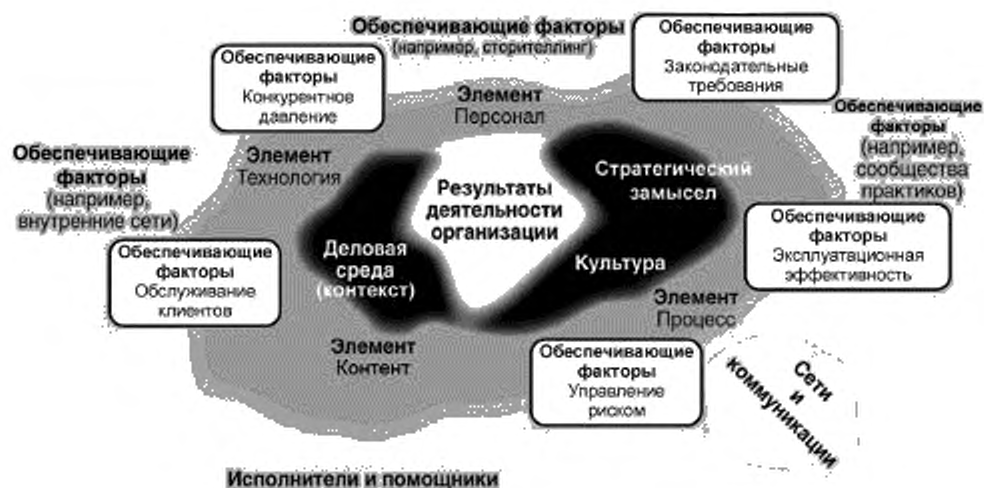 Обеспечивающие факторы
(например, сторителлинг)
Обеспечивающие
факторы
Законодательные
требования
Обеспечивающие
факторы
Конкурентное
давление
Элемент
Персонал
Обеспечивающие
факторы
(например,
сообщества
практиков)
Обеспечивающие
факторы
(например,
внутренние сети)
Элемент
Технология
Результаты
деятельности
организации
Стратегический
замысел
Обеспечивающие
факторы
Эксплуатационная
эффективность
Обеспечивающие
факторы
Обслуживание
клиентов
Деловая
среда
(контекст)
Культура
Элемент
Процесс
Элемент
Контент
Обеспечивающие
факторы
Управление
риском
Сети
и
коммуникации
Исполнители и помощники